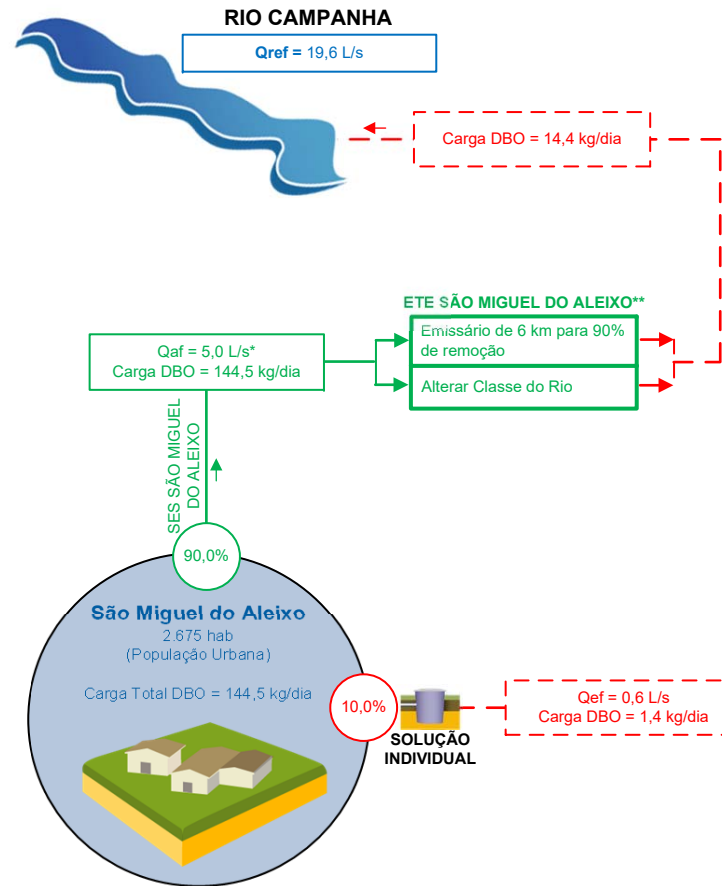 RIO CAMPANHA
Qref = 19,6 L/s
Carga DBO = 14,4 kg/dia
ETE SÃO MIGUEL DO ALEIXO**
Emissário de 6 km para 90%
de remoção
Alterar Classe do Rio
Qaf = 5,0 L/s*
Carga DBO = 144,5 kg/dia
SES SÃO MIGUEL
DO ALEIXO
90,0%
São Miguel do Aleixo
2.675 hab
(População Urbana)
Carga Total DBO = 144,5 kg/dia
10,0%
SOLUÇÃO
INDIVIDUAL
Qef = 0,6 L/s
Carga DBO = 1,4 kg/dia